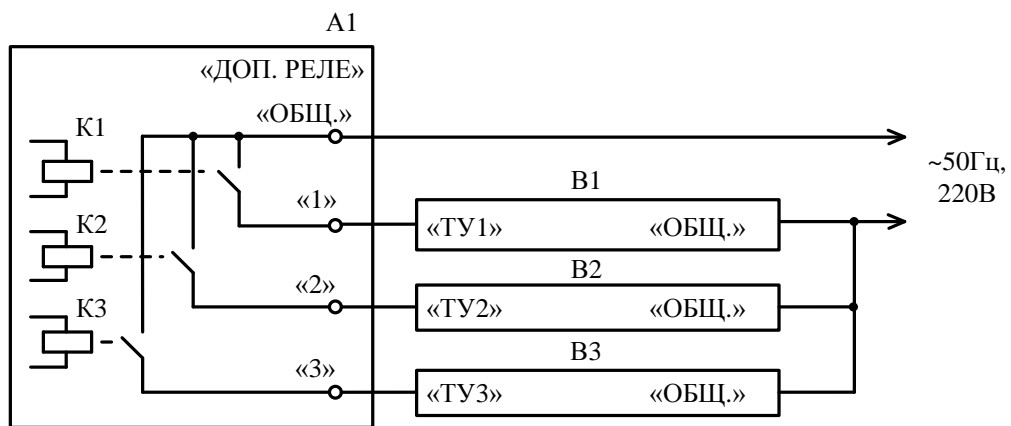 А1
«ДОП. РЕЛЕ»
«ОБЩ.»
К1
~50Гц,
220В
В1
«1»
«ТУ1» «ОБЩ.»
К2
В2
«2»
«ТУ2» «ОБЩ.»
К3
В3
«3»
«ТУ3» «ОБЩ.»